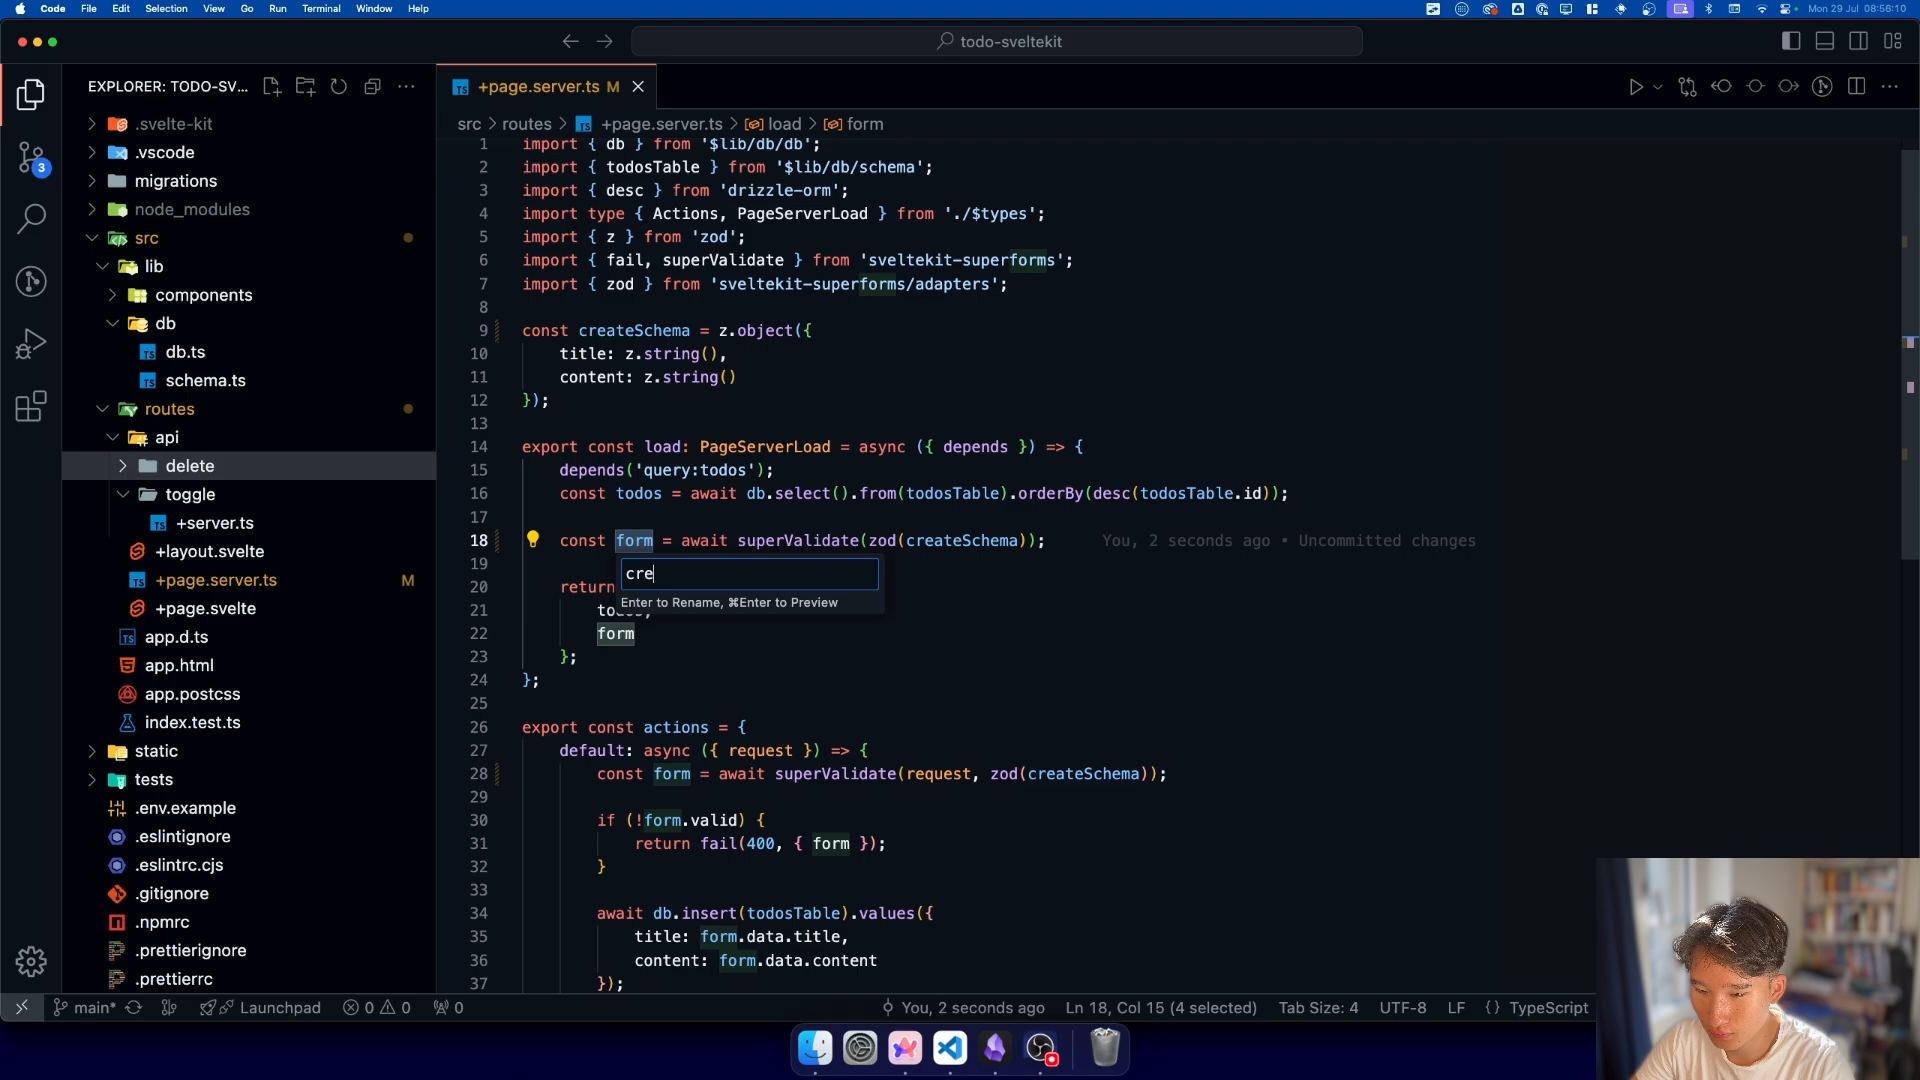 Code File Edit Selection View Go Run Terminal Window Help
Mon 29 Jul 08:56:10
todo-sveltekit
EXPLORER: TODO-SV...
.svelte-kit
.vscode
migrations
node_modules
src
lib
components
db
db.ts
schema.ts
routes
api
delete
toggle
+server.ts
+layout.svelte
+page.server.ts M
+page.svelte
app.d.ts
app.html
app.postcss
index.test.ts
static
tests
.env.example
.eslintignore
.eslintrc.cjs
.gitignore
.npmrc
.prettierignore
.prettierrc
3
+page.server.ts M
src > routes > +page.server.ts > load > form
1 import { db } from '$lib/db/db';
2 import { todosTable } from '$lib/db/schema';
3 import { desc } from 'drizzle-orm';
4 import type { Actions, PageServerLoad } from './$types';
5 import { z } from 'zod';
6 import { fail, superValidate } from 'sveltekit-superforms';
7 import { zod } from 'sveltekit-superforms/adapters';
8
9 const createSchema = z.object({
10 title: z.string(),
11 content: z.string()
12 });
13
14 export const load: PageServerLoad = async ({ depends }) => {
15 depends('query:todos');
16 const todos = await db.select().from(todosTable).orderBy(desc(todosTable.id));
17
18 const form = await superValidate(zod(createSchema)); You, 2 seconds ago • Uncommitted changes
19
cre
20 return
Enter to Rename, ⌘Enter to Preview
21 todos,
22 form
23 };
24 };
25
26 export const actions = {
27 default: async ({ request }) => {
28 const form = await superValidate(request, zod(createSchema));
29
30 if (!form.valid) {
31 return fail(400, { form });
32 }
33
34 await db.insert(todosTable).values({
35 title: form.data.title,
36 content: form.data.content
37 });
main* Launchpad 0 0 0 You, 2 seconds ago Ln 18, Col 15 (4 selected) Tab Size: 4 UTF-8 LF {} TypeScript